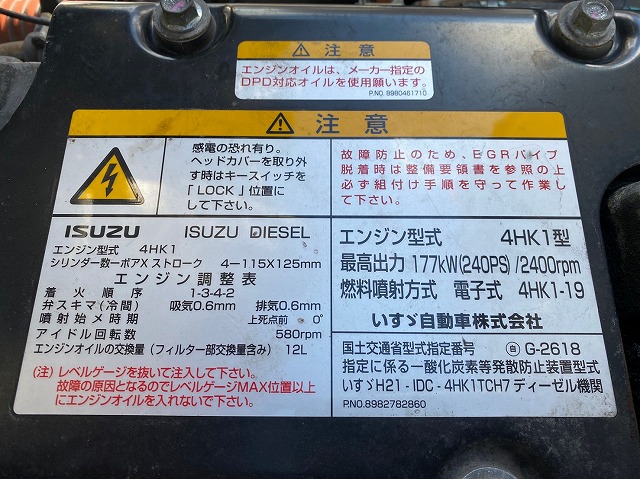 注意
エンジンオイルは、メーカー指定の
DPD対応オイルを使用願います。
P.NO. 8980461710
注意
感電の恐れ有り。
ヘッドカバーを取り外
す時はキースイッチを
「LOCK」位置に
して下さい。
故障防止のため、EGRパイプ
脱着時は整備要領書を参照の上
必ず組付け手順を守って作業し
て下さい。
ISUZU ISUZU DIESEL
エンジン型式 4HK1
シリンダー数ーボアXストローク 4ー115X125mm
エンジン調整表
着火順序 1-3-4-2
弁スキマ(冷間) 吸気0.6mm 排気0.6mm
噴射始メ時期 上死点前 0°
アイドル回転数 580rpm
エンジンオイルの交換量(フィルター部交換量含み) 12L
(注)レベルゲージを抜いて注入して下さい。
故障の原因となるのでレベルゲージMAX位置以上
にエンジンオイルを入れないで下さい。
エンジン型式 4HK1型
最高出力 177kW(240PS)/2400rpm
燃料噴射方式 電子式 4HK1-19
いすゞ自動車株式会社
国土交通省型式指定番号 自 G-2618
指定に係る一酸化炭素等発散防止装置型式
いすゞH21-IDC-4HK1TCH7ディーゼル機関
P.NO. 8982782860